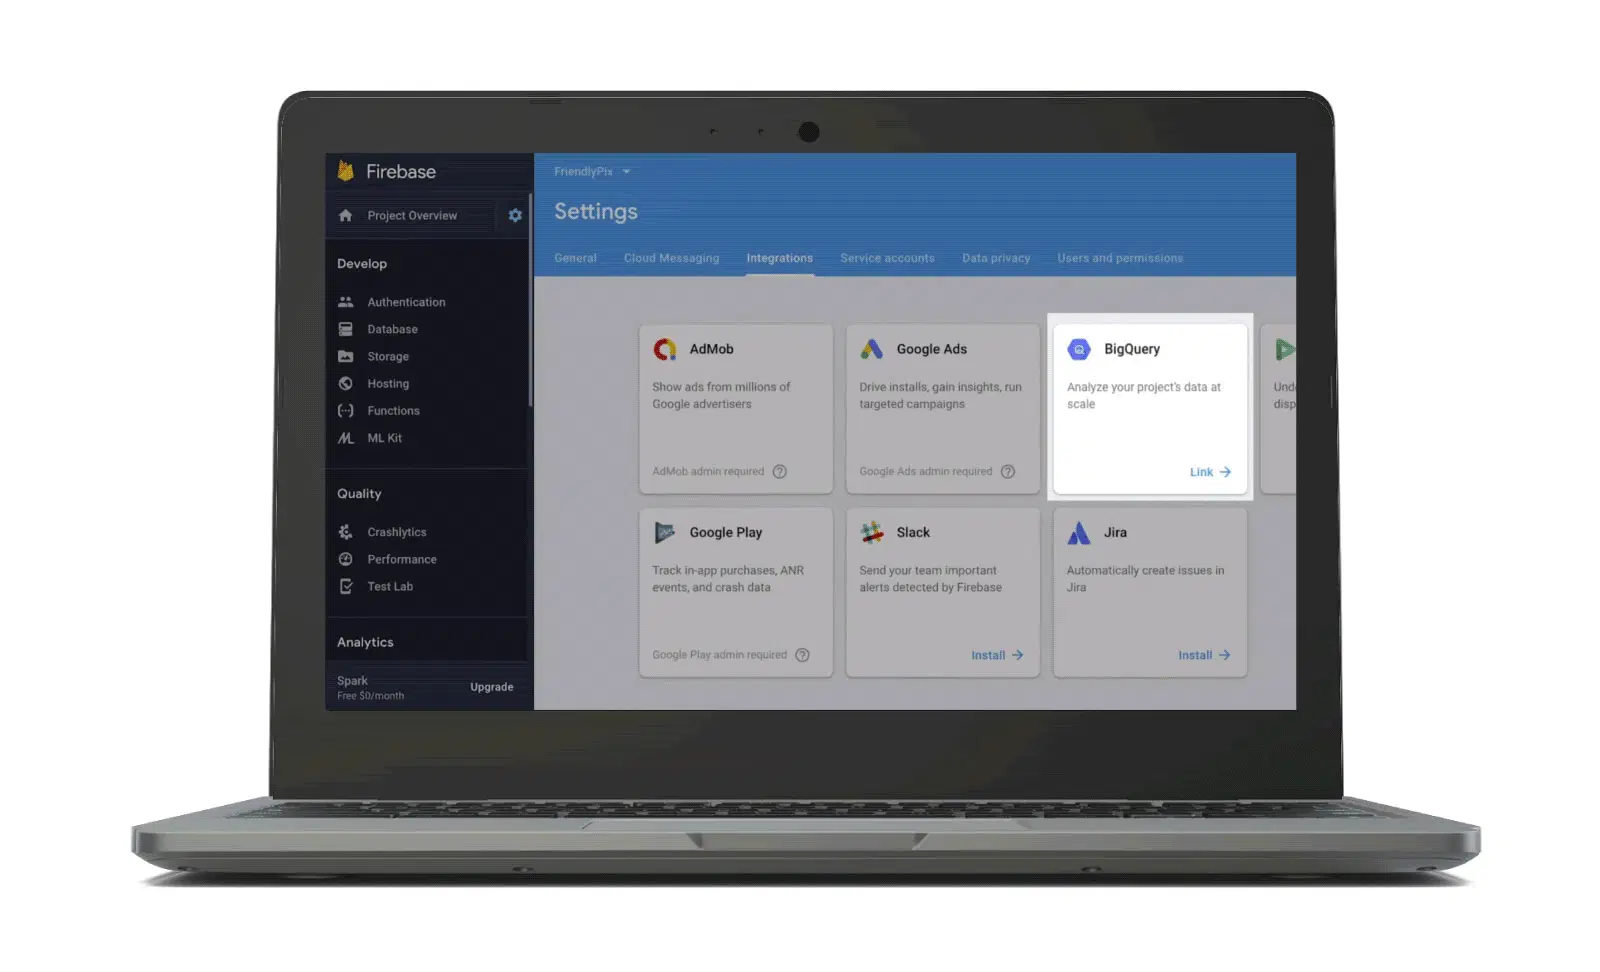 Firebase
Project Overview
Develop
Authentication
Database
Storage
Hosting
Functions
ML Kit
Quality
Crashlytics
Performance
Test Lab
Analytics
Spark
Free $0/month
Upgrade
FriendlyPix
Settings
General Cloud Messaging Integrations Service accounts Data privacy Users and permissions
AdMob
Show ads from millions of
Google advertisers
AdMob admin required
Google Ads
Drive installs, gain insights, run
targeted campaigns
Google Ads admin required
BigQuery
Analyze your project's data at
scale
Link
Und
disp
Google Play
Track in-app purchases, ANR
events, and crash data
Google Play admin required
Slack
Send your team important
alerts detected by Firebase
Install
Jira
Automatically create issues in
Jira
Install